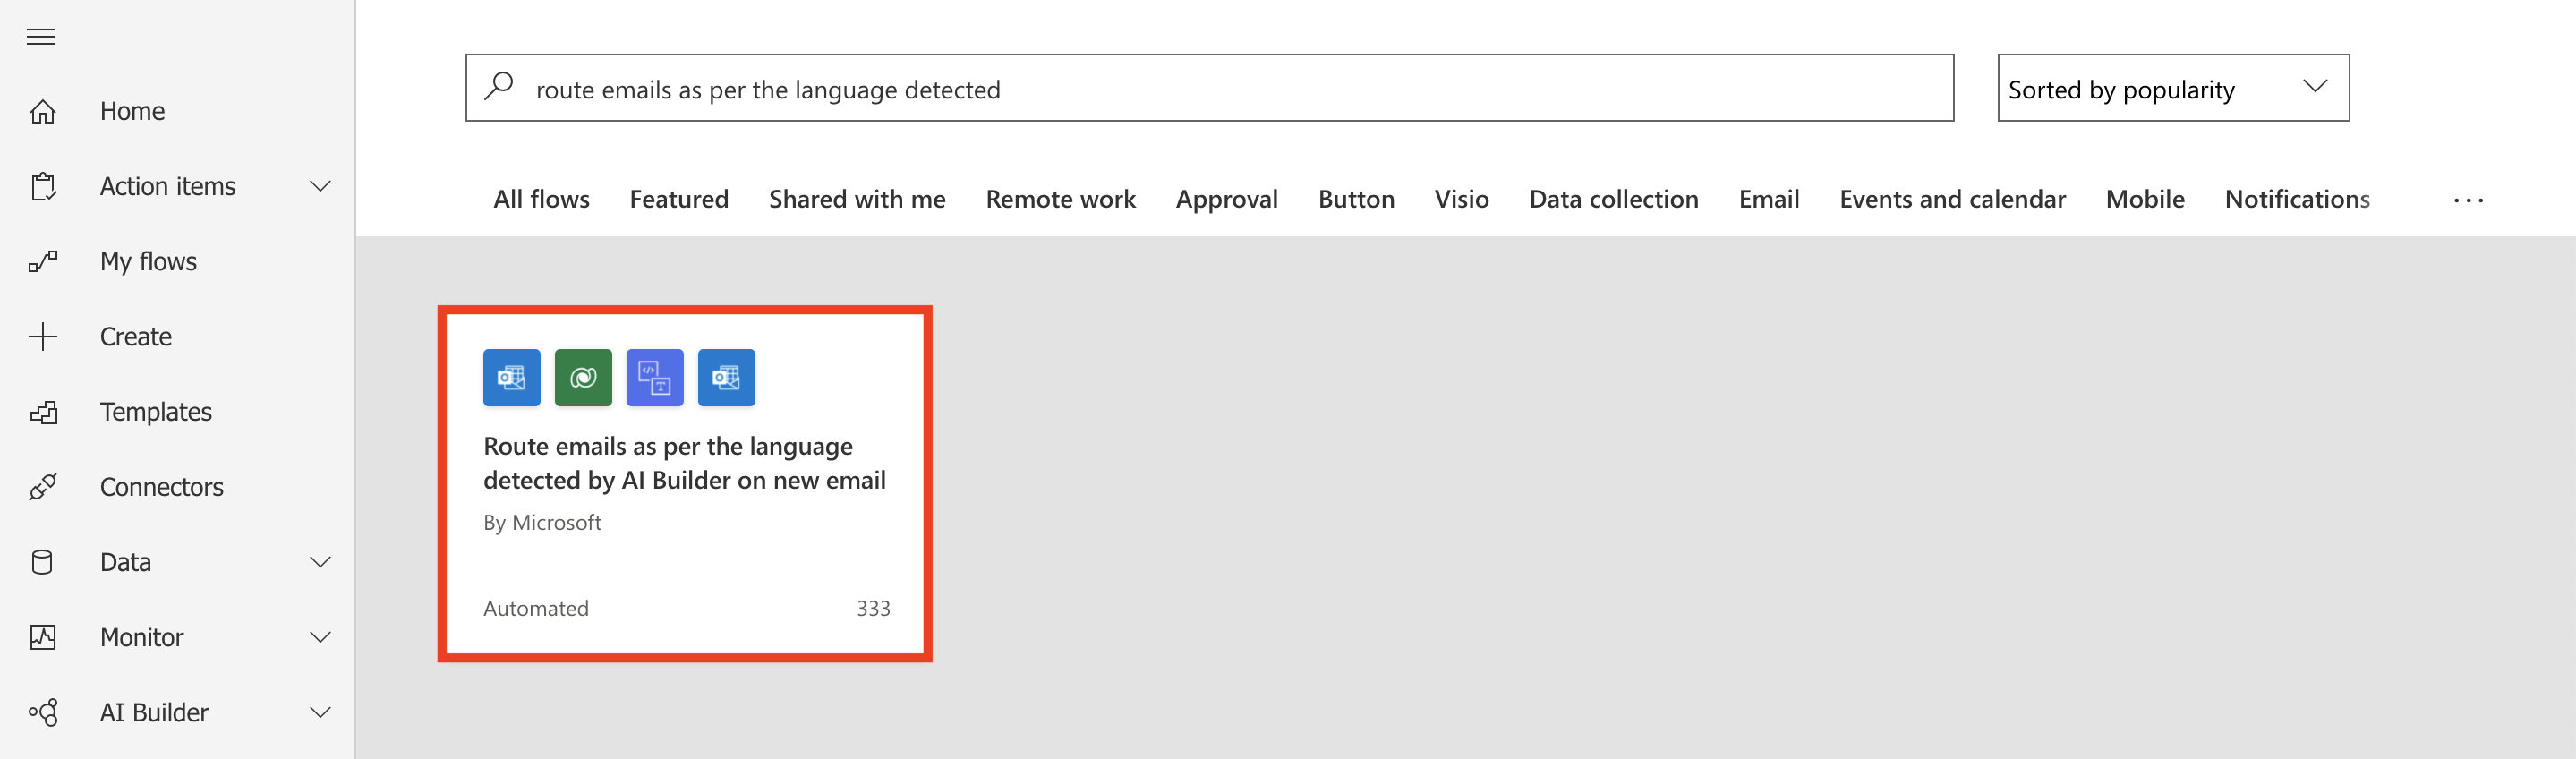 Home
Action items
My flows
Create
Templates
Connectors
Data
Monitor
AI Builder
route emails as per the language detected
Sorted by popularity
All flows Featured Shared with me Remote work Approval Button Visio Data collection Email Events and calendar Mobile Notifications ...
Route emails as per the language
detected by AI Builder on new email
By Microsoft
Automated 333